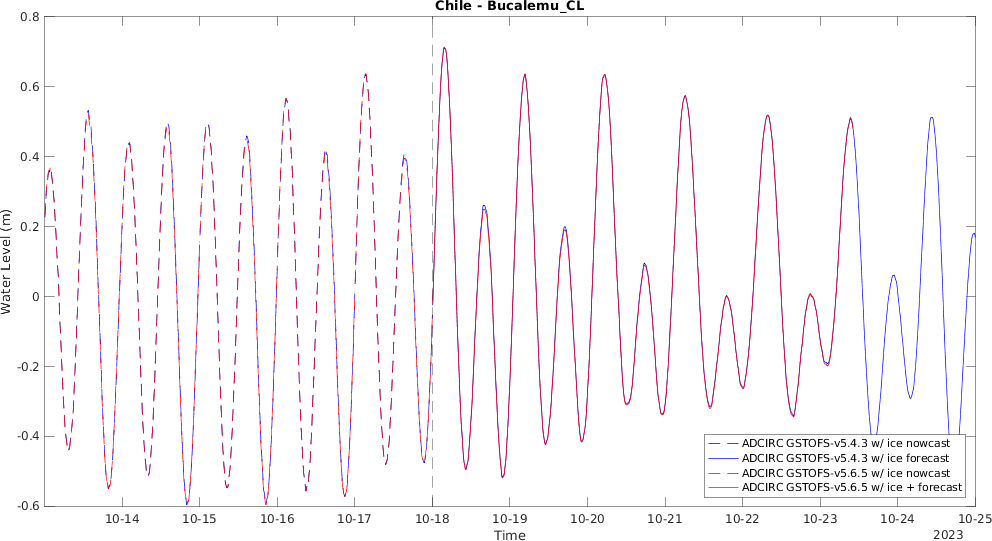 Chile - Bucalemu_CL
0.8
0.6
0.4
0.2
0
-0.2
-0.4
-0.6
Water Level (m)
ADCIRC GSTOFS-v5.4.3 w/ ice nowcast
ADCIRC GSTOFS-v5.4.3 w/ ice forecast
ADCIRC GSTOFS-v5.6.5 w/ ice nowcast
ADCIRC GSTOFS-v5.6.5 w/ ice + forecast
10-14 10-15 10-16 10-17 10-18 10-19 10-20 10-21 10-22 10-23 10-24 10-25
Time
2023